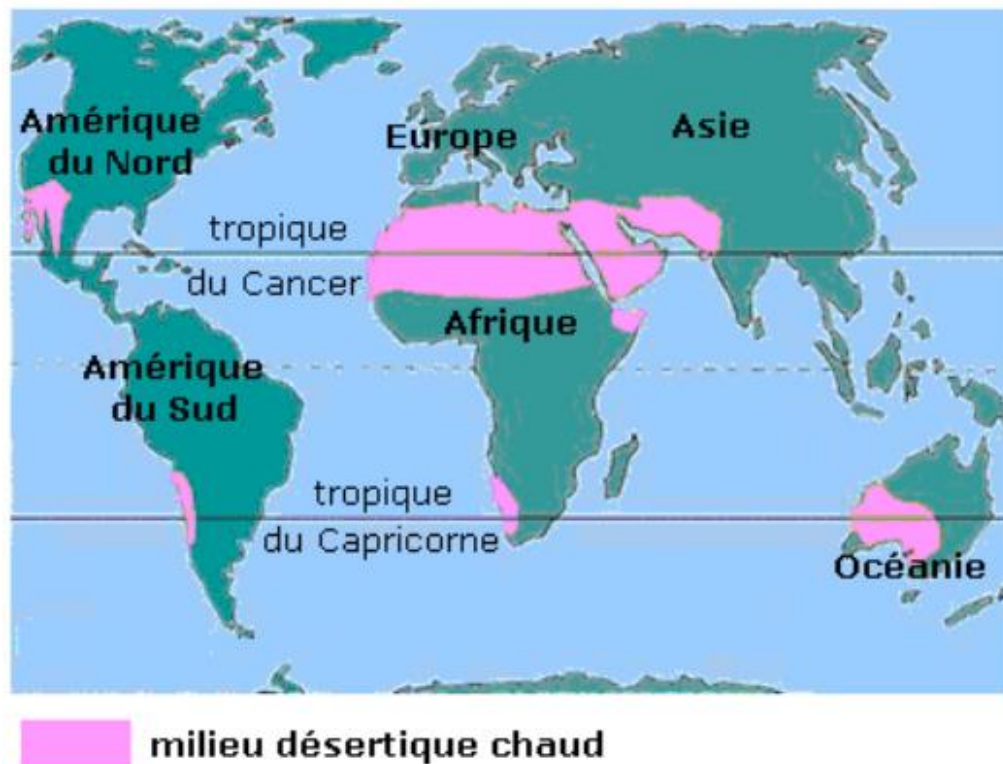 Amérique
du Nord
Europe
Asie
tropique
du Cancer
Afrique
Amérique
du Sud
tropique
du Capricorne
Océanie
milieu désertique chaud